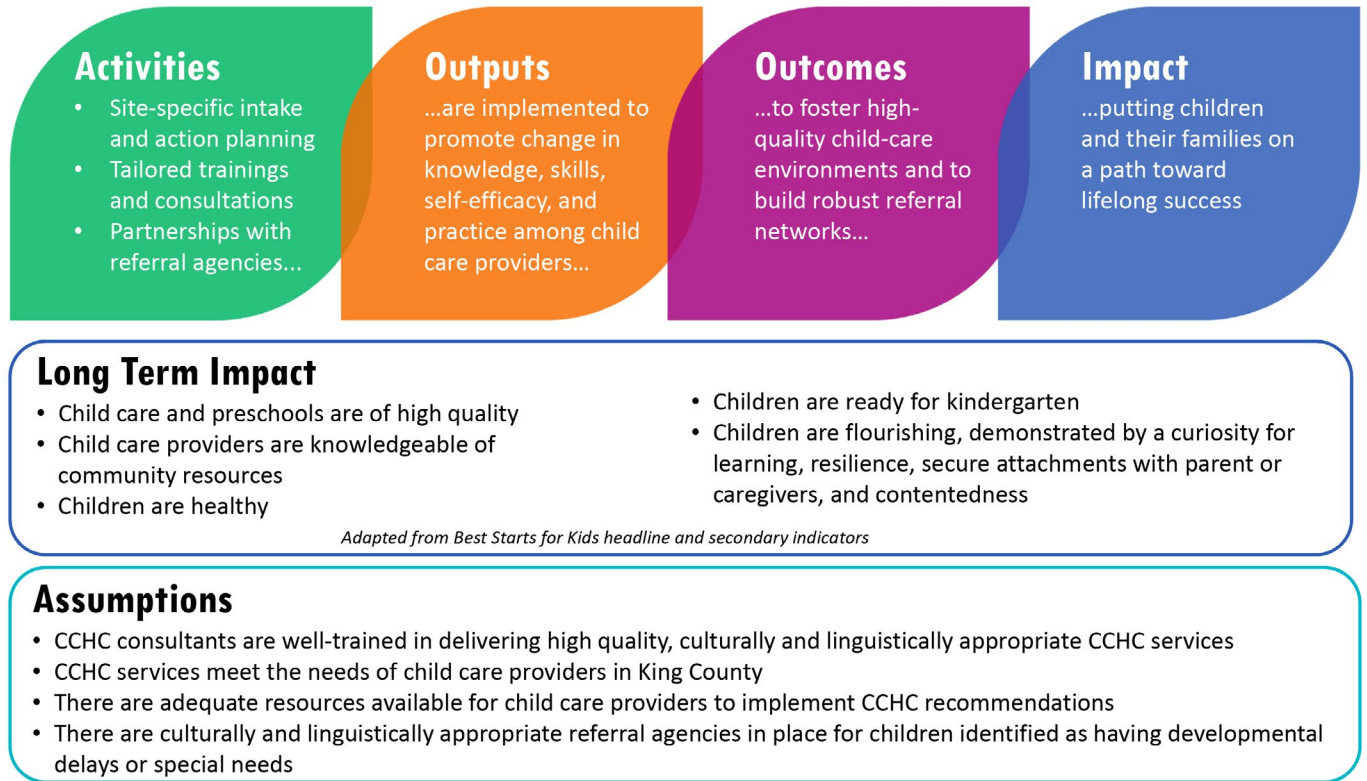 Activities
• Site-specific intake
and action planning
• Tailored trainings
and consultations
• Partnerships with
referral agencies...
Outputs
...are implemented to
promote change in
knowledge, skills,
self-efficacy, and
practice among child
care providers...
Outcomes
...to foster high-
quality child-care
environments and to
build robust referral
networks...
Impact
...putting children
and their families on
a path toward
lifelong success
Long Term Impact
• Child care and preschools are of high quality
• Child care providers are knowledgeable of
community resources
• Children are healthy
• Children are ready for kindergarten
• Children are flourishing, demonstrated by a curiosity for
learning, resilience, secure attachments with parent or
caregivers, and contentedness
Adapted from Best Starts for Kids headline and secondary indicators
Assumptions
• CCHC consultants are well-trained in delivering high quality, culturally and linguistically appropriate CCHC services
• CCHC services meet the needs of child care providers in King County
• There are adequate resources available for child care providers to implement CCHC recommendations
• There are culturally and linguistically appropriate referral agencies in place for children identified as having developmental
delays or special needs